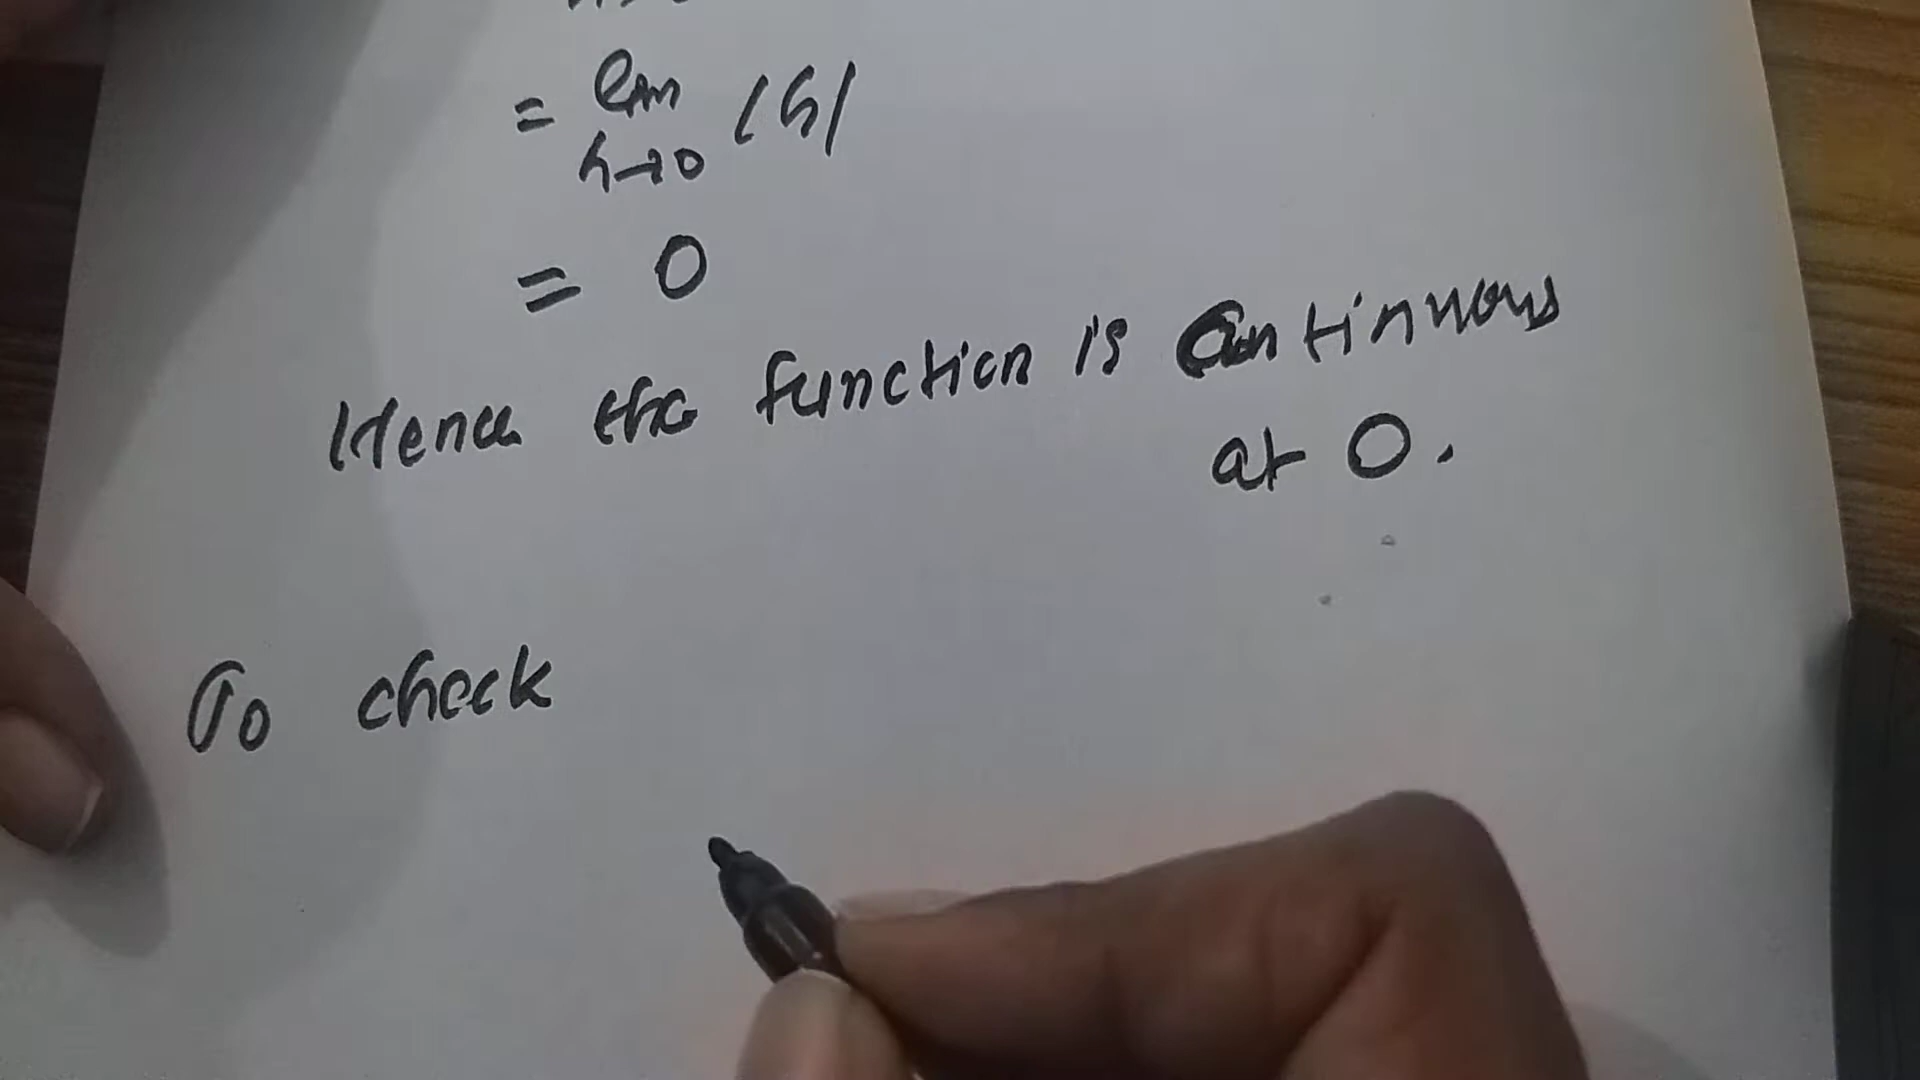 = lim |h|
h→0
= 0
Hence the function is continuous
at 0.
To check